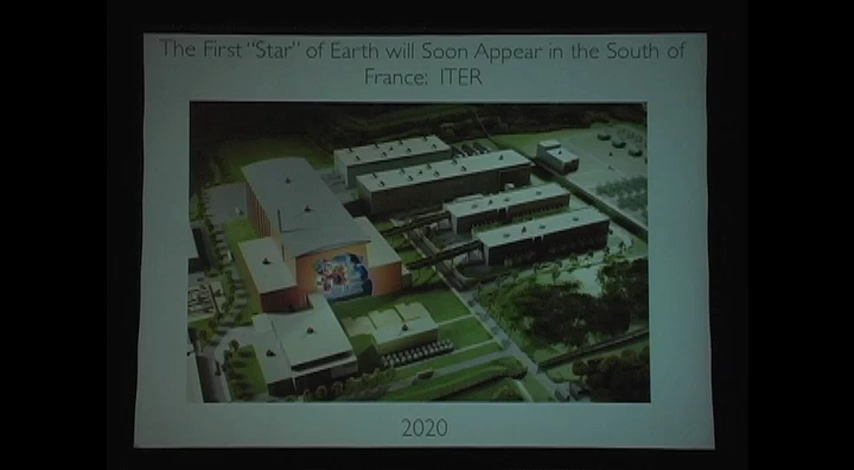 The First "Star" of Earth will Soon Appear in the South of
France: ITER
2020